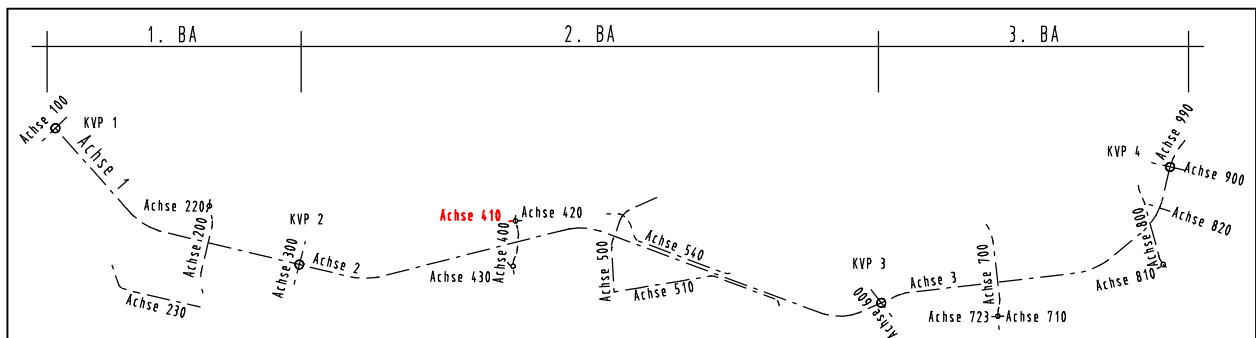 1. BA
2. BA
3. BA
Achse 100
KVP 1
Achse 1
Achse 220
Achse 200
Achse 230
KVP 2
Achse 300
Achse 2
Achse 410
Achse 420
Achse 400
Achse 430
Achse 500
Achse 540
Achse 510
KVP 3
Achse 600
Achse 3
Achse 700
Achse 723
Achse 710
KVP 4
Achse 990
Achse 900
Achse 820
Achse 800
Achse 810